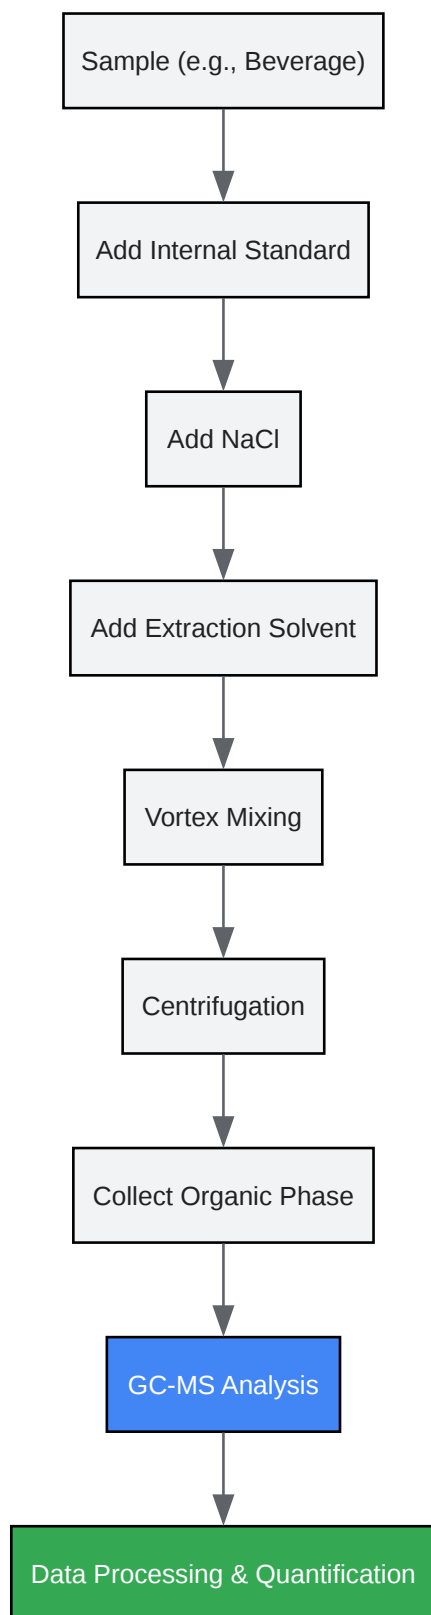 Sample (e.g., Beverage)
Add Internal Standard
Add NaCl
Add Extraction Solvent
Vortex Mixing
Centrifugation
Collect Organic Phase
GC-MS Analysis
Data Processing & Quantification